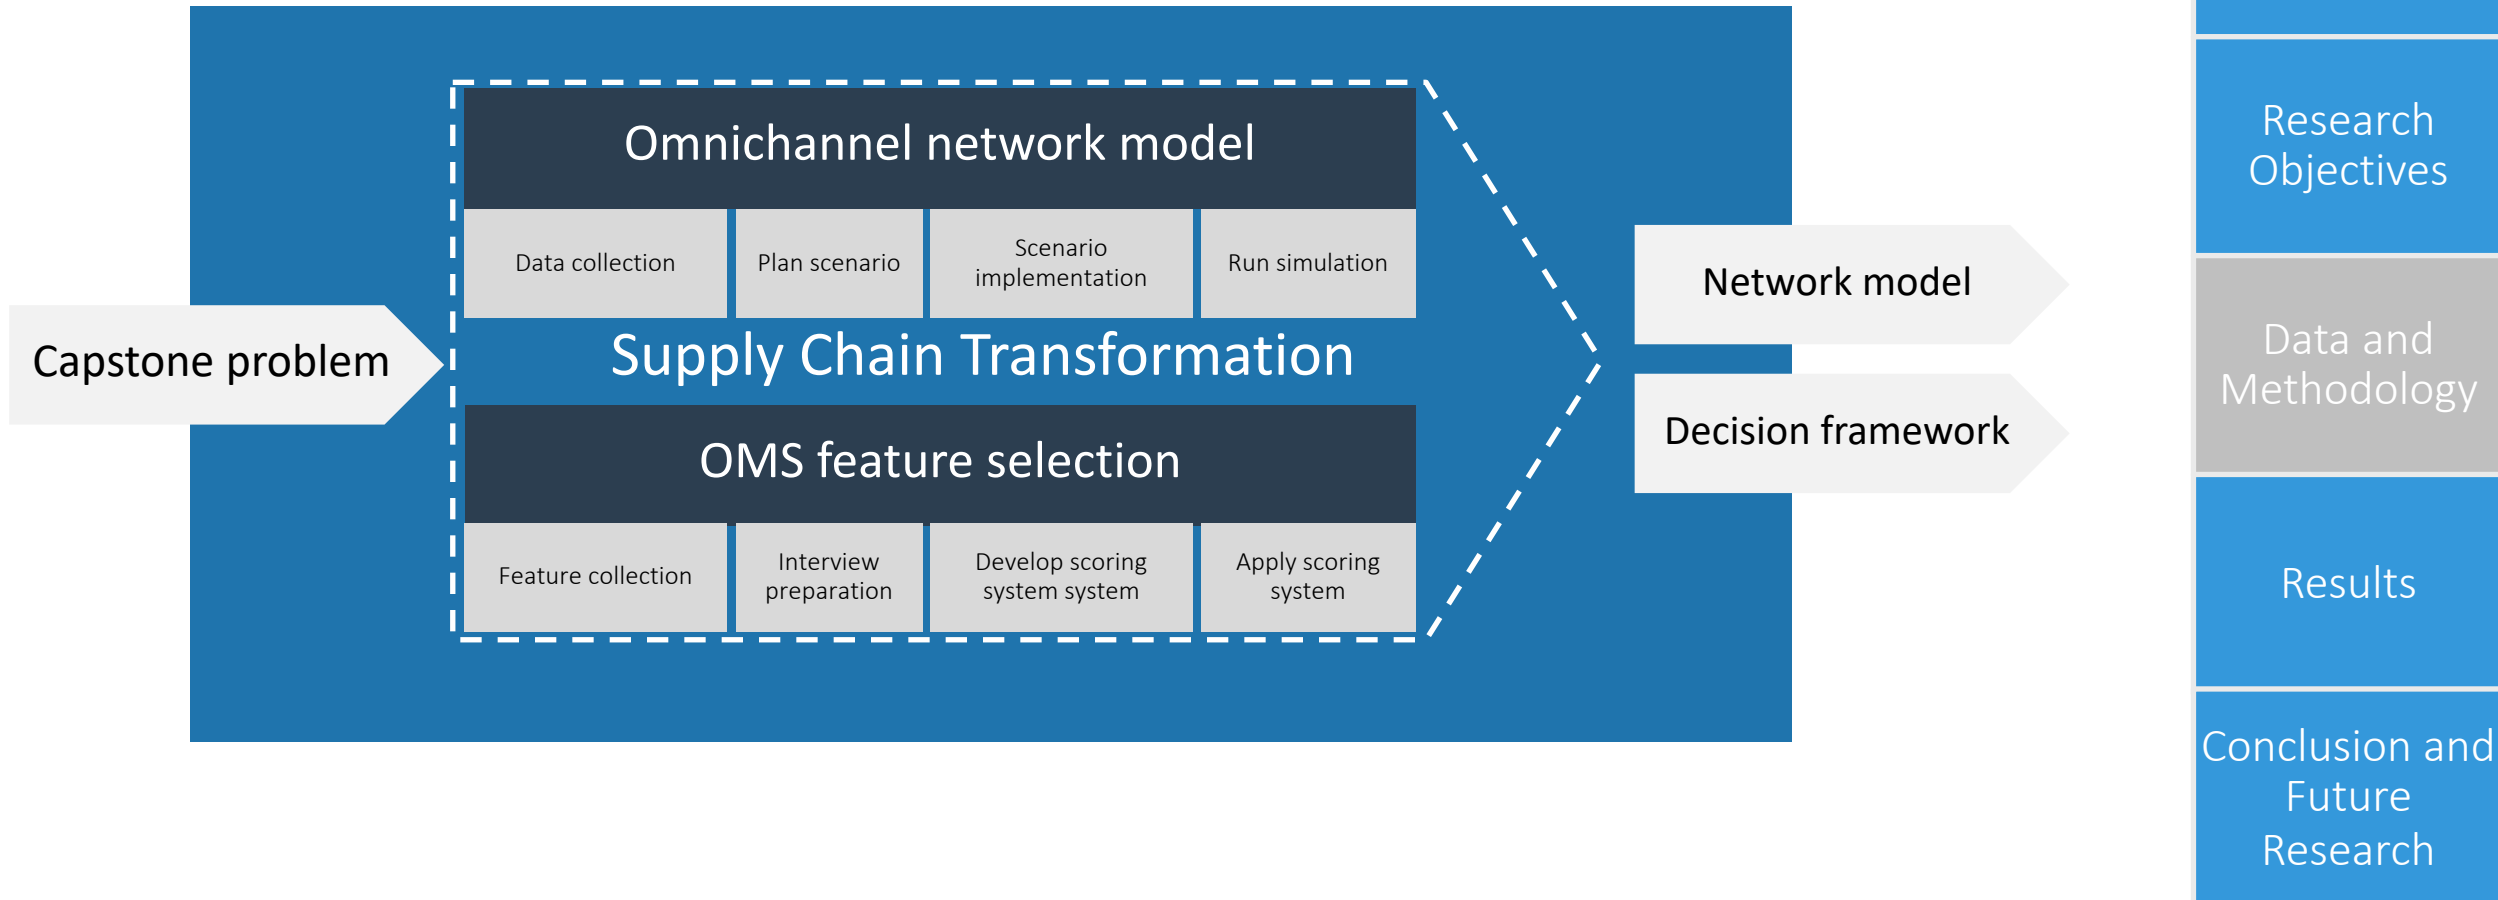 Capstone problem
Omnichannel network model
Data collection
Plan scenario
Scenario
implementation
Run simulation
Supply Chain Transformation
OMS feature selection
Feature collection
Interview
preparation
Develop scoring
system system
Apply scoring
system
Network model
Decision framework
Research
Objectives
Data and
Methodology
Results
Conclusion and
Future
Research